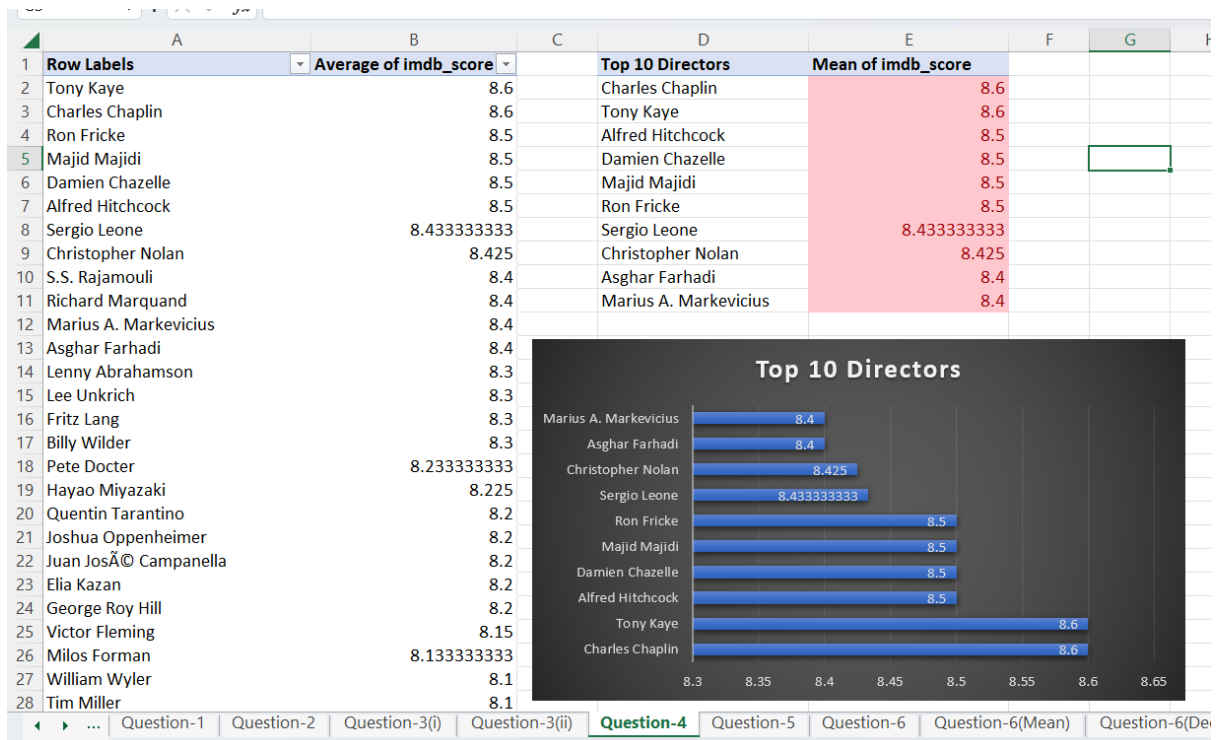 A B C D E F G
1 Row Labels Average of imdb_score Top 10 Directors Mean of imdb_score
2 Tony Kaye 8.6 Charles Chaplin 8.6
3 Charles Chaplin 8.6 Tony Kaye 8.6
4 Ron Fricke 8.5 Alfred Hitchcock 8.5
5 Majid Majidi 8.5 Damien Chazelle 8.5
6 Damien Chazelle 8.5 Majid Majidi 8.5
7 Alfred Hitchcock 8.5 Ron Fricke 8.5
8 Sergio Leone 8.433333333 Sergio Leone 8.433333333
9 Christopher Nolan 8.425 Christopher Nolan 8.425
10 S.S. Rajamouli 8.4 Asghar Farhadi 8.4
11 Richard Marquand 8.4 Marius A. Markevicius 8.4
12 Marius A. Markevicius 8.4
13 Asghar Farhadi 8.4
14 Lenny Abrahamson 8.3
15 Lee Unkrich 8.3
16 Fritz Lang 8.3
17 Billy Wilder 8.3
18 Pete Docter 8.233333333
19 Hayao Miyazaki 8.225
20 Quentin Tarantino 8.2
21 Joshua Oppenheimer 8.2
22 Juan JosÃ© Campanella 8.2
23 Elia Kazan 8.2
24 George Roy Hill 8.2
25 Victor Fleming 8.15
26 Milos Forman 8.133333333
27 William Wyler 8.1
28 Tim Miller 8.1
Top 10 Directors
Marius A. Markevicius 8.4
Asghar Farhadi 8.4
Christopher Nolan 8.425
Sergio Leone 8.433333333
Ron Fricke 8.5
Majid Majidi 8.5
Damien Chazelle 8.5
Alfred Hitchcock 8.5
Tony Kaye 8.6
Charles Chaplin 8.6
8.3 8.35 8.4 8.45 8.5 8.55 8.6 8.65
... Question-1 Question-2 Question-3(i) Question-3(ii) Question-4 Question-5 Question-6 Question-6(Mean) Question-6(De